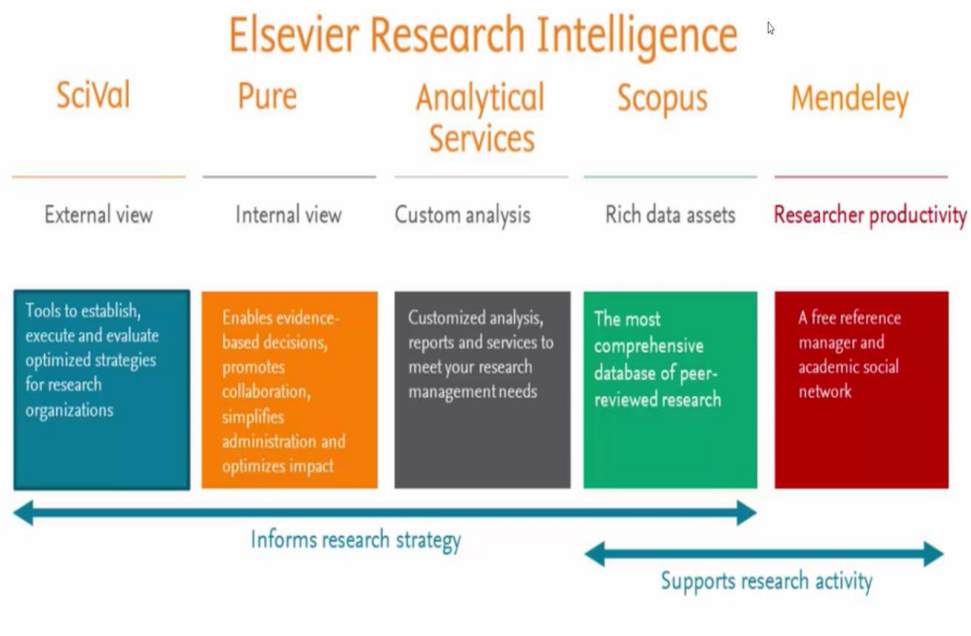 Elsevier Research Intelligence
SciVal
Pure
Analytical
Services
Scopus
Mendeley
External view
Internal view
Custom analysis
Rich data assets
Researcher productivity
Tools to establish,
execute and evaluate
optimized strategies
for research
organizations
Enables evidence-
based decisions,
promotes
collaboration,
simplifies
administration and
optimizes impact
Customized analysis,
reports and services to
meet your research
management needs
The most
comprehensive
database of peer-
reviewed research
A free reference
manager and
academic social
network
Informs research strategy
Supports research activity